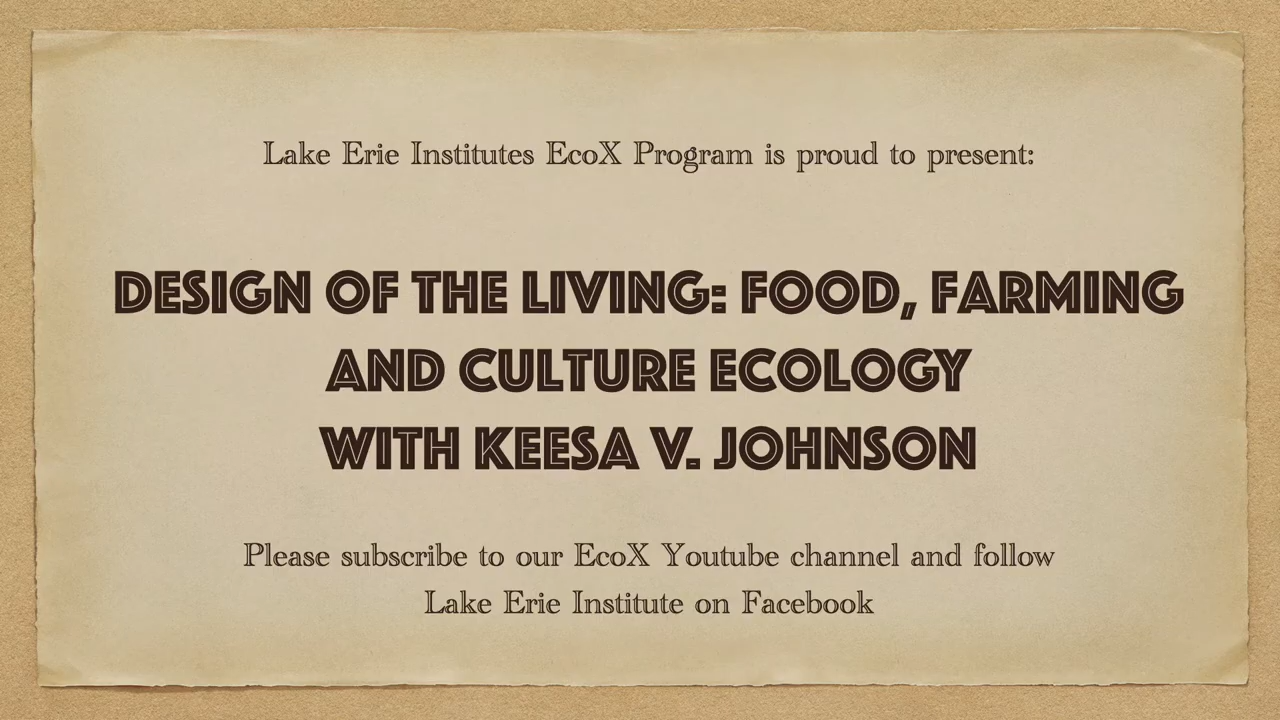 Lake Erie Institutes EcoX Program is proud to present:
DESIGN OF THE LIVING: FOOD, FARMING
AND CULTURE ECOLOGY
WITH KEESA V. JOHNSON
Please subscribe to our EcoX Youtube channel and follow
Lake Erie Institute on Facebook